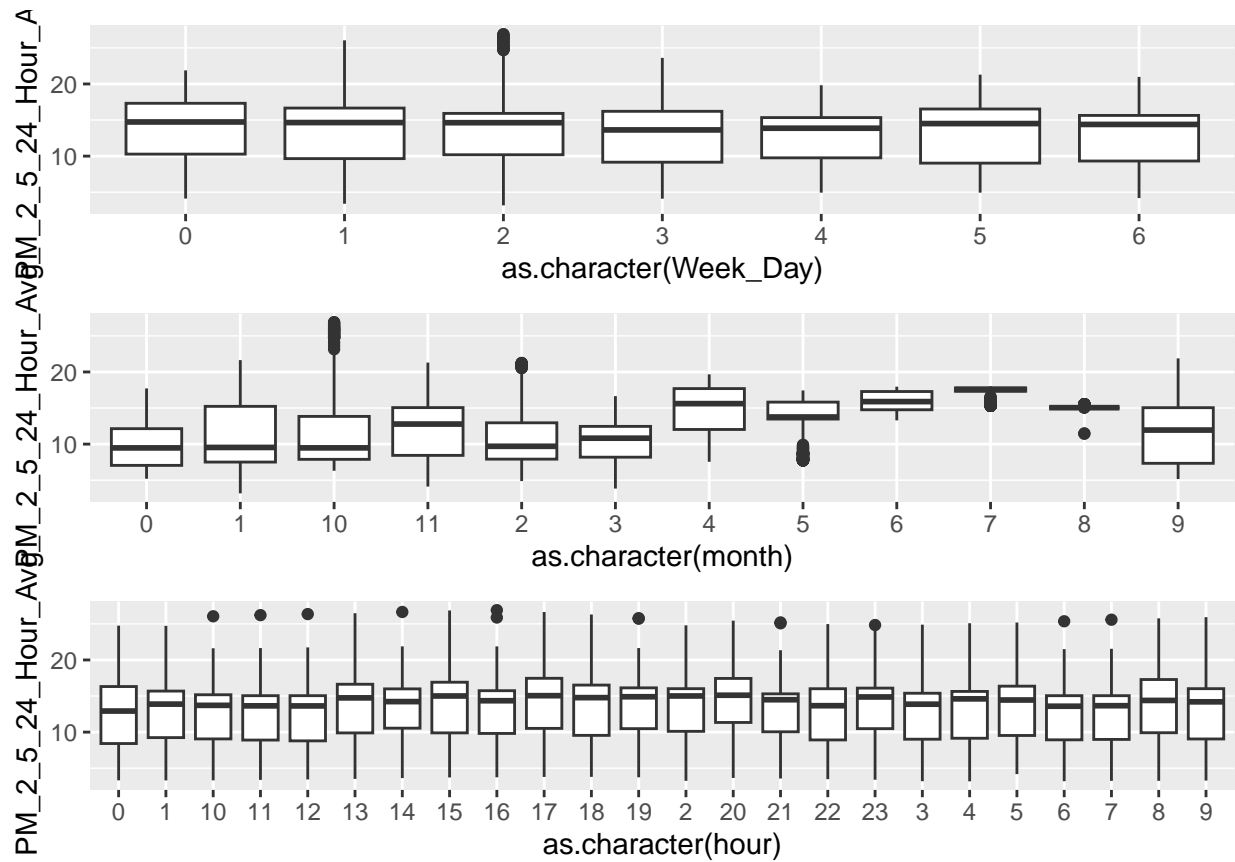 PM_2_5_24_Hour_A
20
10
0 1 2 3 4 5 6
as.character(Week_Day)
PM_2_5_24_Hour_Avg
20
10
0 1 10 11 2 3 4 5 6 7 8 9
as.character(month)
PM_2_5_24_Hour_Avg
20
10
0 1 10 11 12 13 14 15 16 17 18 19 2 20 21 22 23 3 4 5 6 7 8 9
as.character(hour)